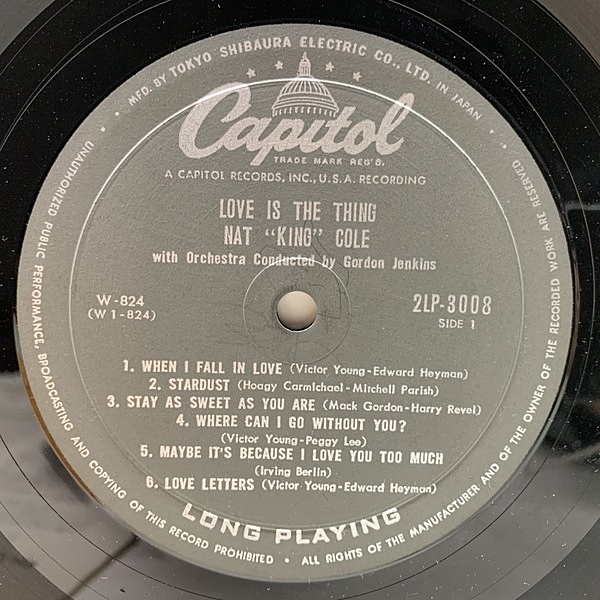 MFD. BY TOKYO SHIBAURA ELECTRIC CO., LTD. IN JAPAN
Capitol
TRADE MARK REG'D.
A CAPITOL RECORDS, INC., U.S.A. RECORDING
LOVE IS THE THING
NAT “KING” COLE
with Orchestra Conducted by Gordon Jenkins
W-824
(W 1-824)
2LP-3008
SIDE 1
1. WHEN I FALL IN LOVE (Victor Young-Edward Heyman)
2. STARDUST (Hoagy Carmichael-Mitchell Parish)
3. STAY AS SWEET AS YOU ARE (Mack Gordon-Harry Revel)
4. WHERE CAN I GO WITHOUT YOU?
(Victor Young-Peggy Lee)
5. MAYBE IT'S BECAUSE I LOVE YOU TOO MUCH
(Irving Berlin)
6. LOVE LETTERS (Victor Young-Edward Heyman)
LONG PLAYING
UNAUTHORIZED PUBLIC PERFORMANCE, BROADCASTING AND COPYING OF THIS RECORD PROHIBITED • ALL RIGHTS OF THE MANUFACTURER AND OF THE OWNER OF THE RECORDED WORK ARE RESERVED